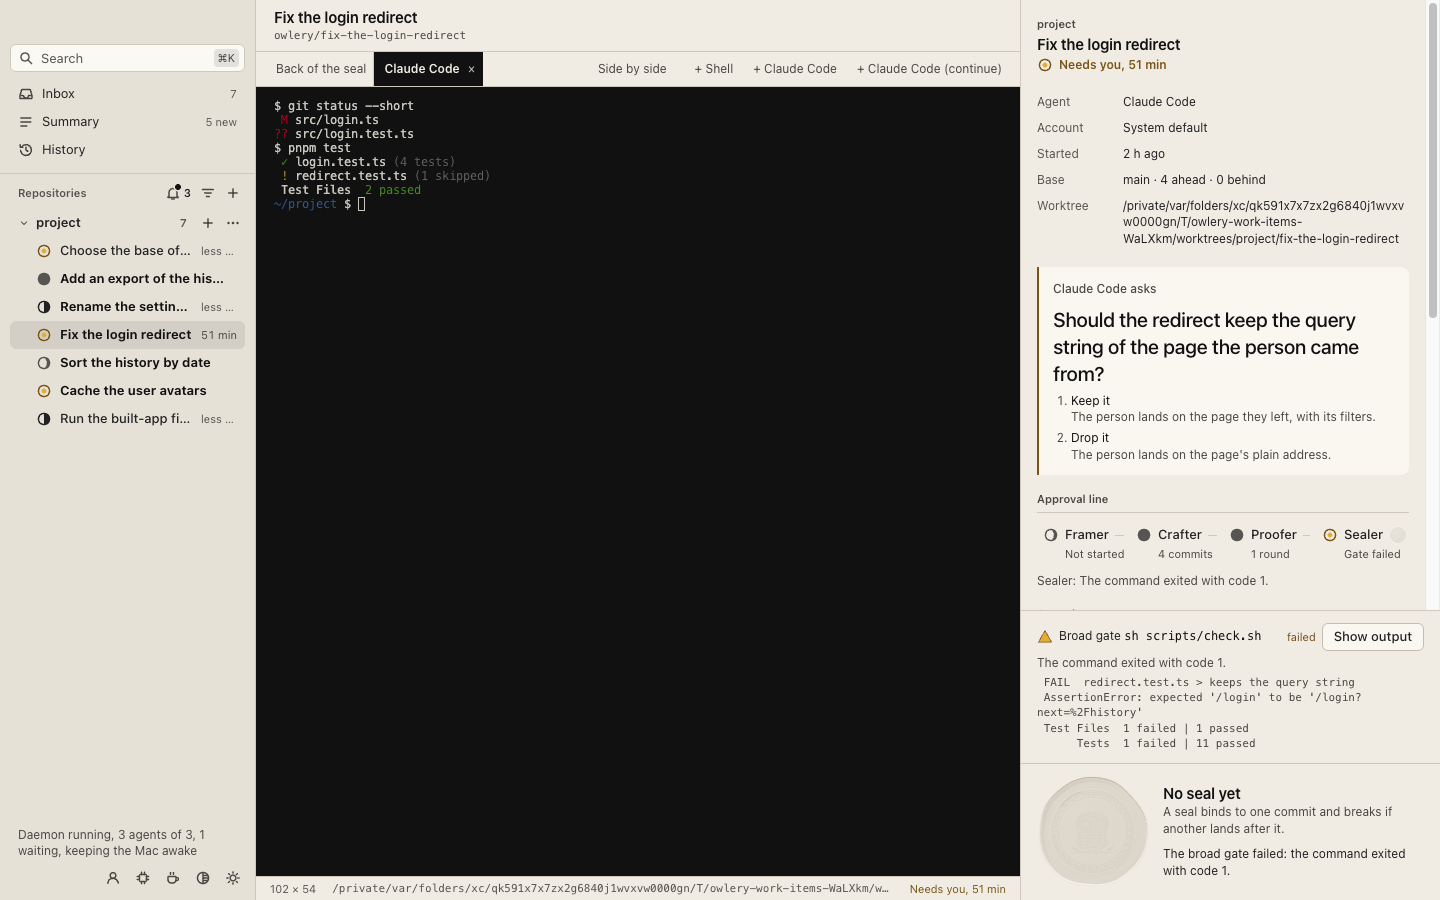 Search ⌘K
Inbox 7
Summary 5 new
History
Repositories 3
project 7
Choose the base of... less ...
Add an export of the his...
Rename the settin... less ...
Fix the login redirect 51 min
Sort the history by date
Cache the user avatars
Run the built-app fi... less ...
Daemon running, 3 agents of 3, 1
waiting, keeping the Mac awake
Fix the login redirect
owlery/fix-the-login-redirect
Back of the seal Claude Code × Side by side + Shell + Claude Code + Claude Code (continue)
$ git status --short
M src/login.ts
?? src/login.test.ts
$ pnpm test
✓ login.test.ts (4 tests)
! redirect.test.ts (1 skipped)
Test Files 2 passed
~/project $
102 × 54 /private/var/folders/xc/qk591x7x7zx2g6840j1wvxvw0000gn/T/owlery-work-items-WaLXkm/w... Needs you, 51 min
project
Fix the login redirect
Needs you, 51 min
Agent Claude Code
Account System default
Started 2 h ago
Base main · 4 ahead · 0 behind
Worktree /private/var/folders/xc/qk591x7x7zx2g6840j1wvxv
w0000gn/T/owlery-work-items-
WaLXkm/worktrees/project/fix-the-login-redirect
Claude Code asks
Should the redirect keep the query
string of the page the person came
from?
1. Keep it
The person lands on the page they left, with its filters.
2. Drop it
The person lands on the page's plain address.
Approval line
Framer — Crafter — Proofer — Sealer
Not started 4 commits 1 round Gate failed
Sealer: The command exited with code 1.
Broad gate sh scripts/check.sh failed Show output
The command exited with code 1.
FAIL redirect.test.ts > keeps the query string
AssertionError: expected '/login' to be '/login?
next=%2Fhistory'
Test Files 1 failed | 1 passed
Tests 1 failed | 11 passed
No seal yet
A seal binds to one commit and breaks if
another lands after it.
The broad gate failed: the command exited
with code 1.